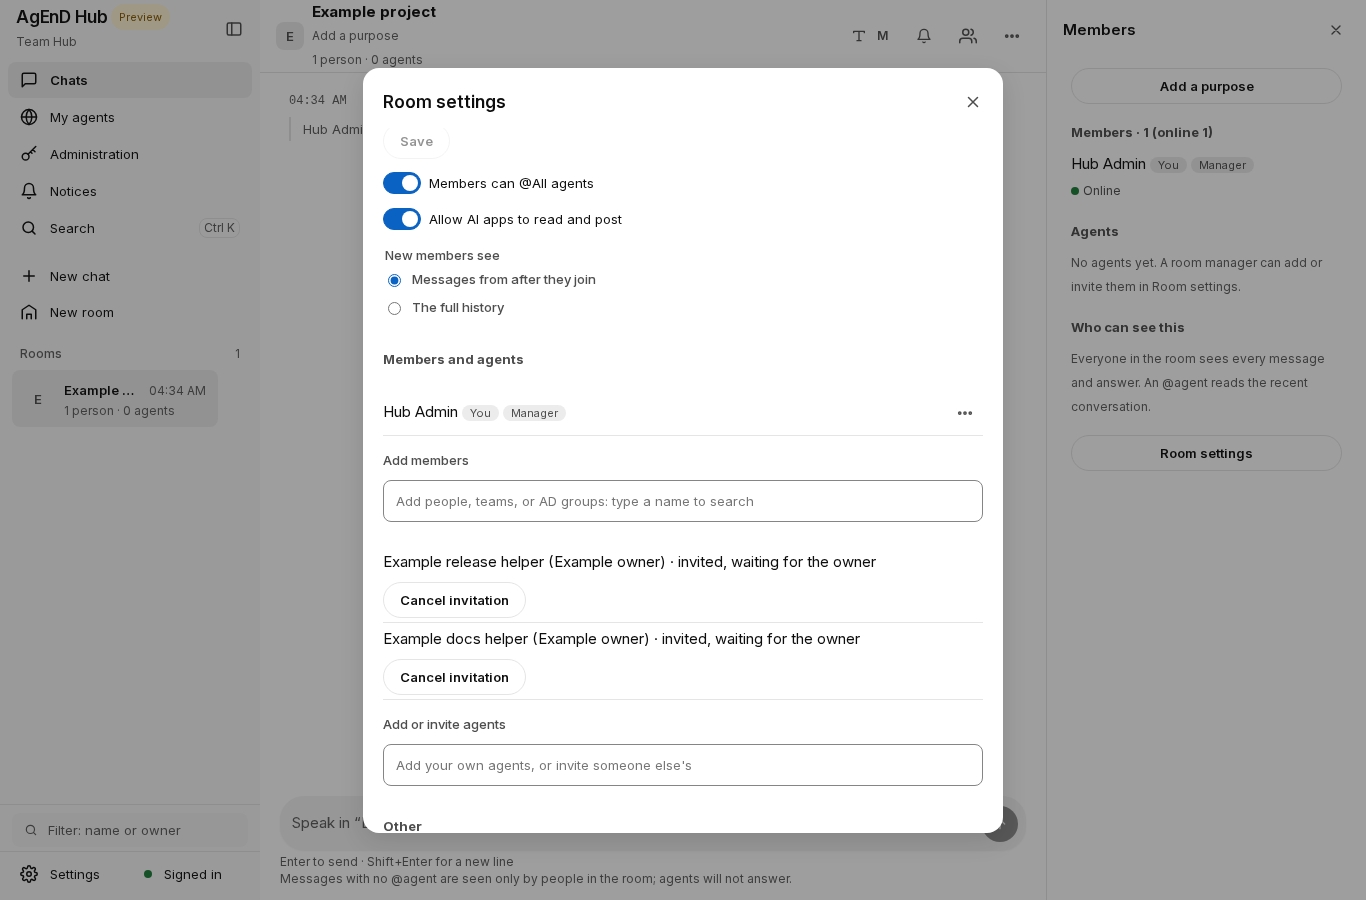 AgEnD Hub Preview
Team Hub
Chats
My agents
Administration
Notices
Search Ctrl K
New chat
New room
Rooms 1
E Example ... 04:34 AM
1 person · 0 agents
Filter: name or owner
Settings Signed in
E Example project
Add a purpose
1 person · 0 agents
T M
04:34 AM
Hub Admi
Room settings
Save
Members can @All agents
Allow AI apps to read and post
New members see
Messages from after they join
The full history
Members and agents
Hub Admin You Manager
Add members
Add people, teams, or AD groups: type a name to search
Example release helper (Example owner) · invited, waiting for the owner
Cancel invitation
Example docs helper (Example owner) · invited, waiting for the owner
Cancel invitation
Add or invite agents
Add your own agents, or invite someone else's
Other
Speak in
Enter to send · Shift+Enter for a new line
Messages with no @agent are seen only by people in the room; agents will not answer.
Members
Add a purpose
Members · 1 (online 1)
Hub Admin You Manager
Online
Agents
No agents yet. A room manager can add or
invite them in Room settings.
Who can see this
Everyone in the room sees every message
and answer. An @agent reads the recent
conversation.
Room settings